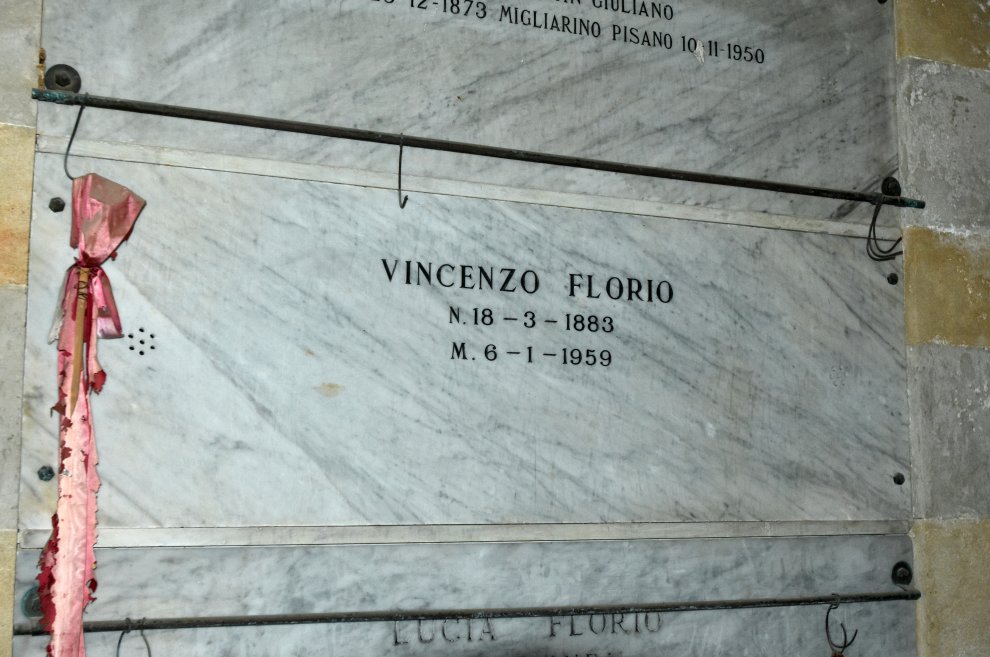 GIULIANO
12-1873 MIGLIARINO PISANO 10-11-1950
VINCENZO FLORIO
N. 18-3-1883
M. 6-1-1959
LUCIA FLORIO